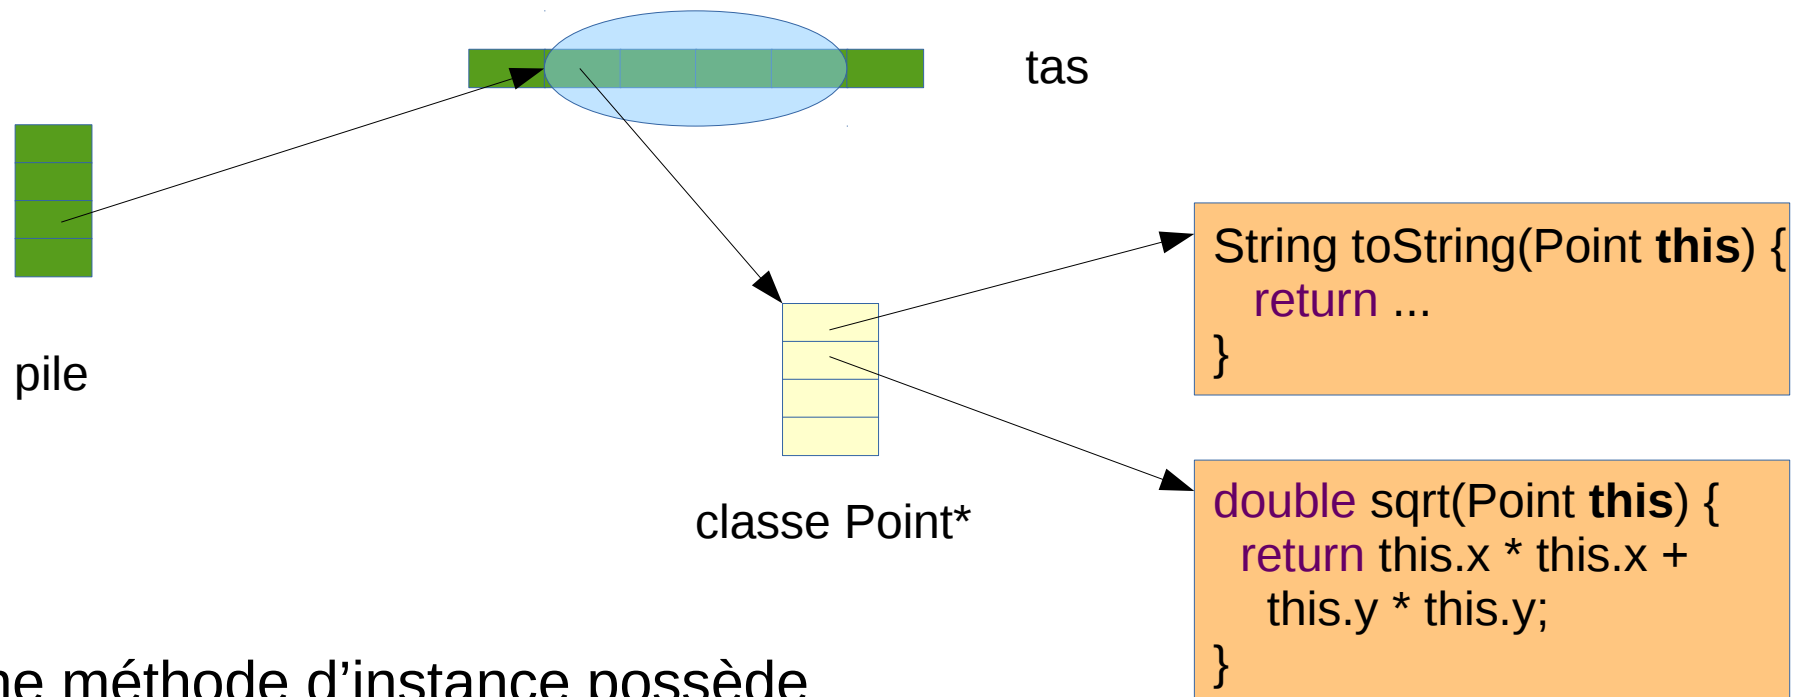 tas
pile
String toString(Point this) {
return ...
}
classe Point*
double sqrt(Point this) {
return this.x * this.x +
this.y * this.y;
}
méthode d’instance possède